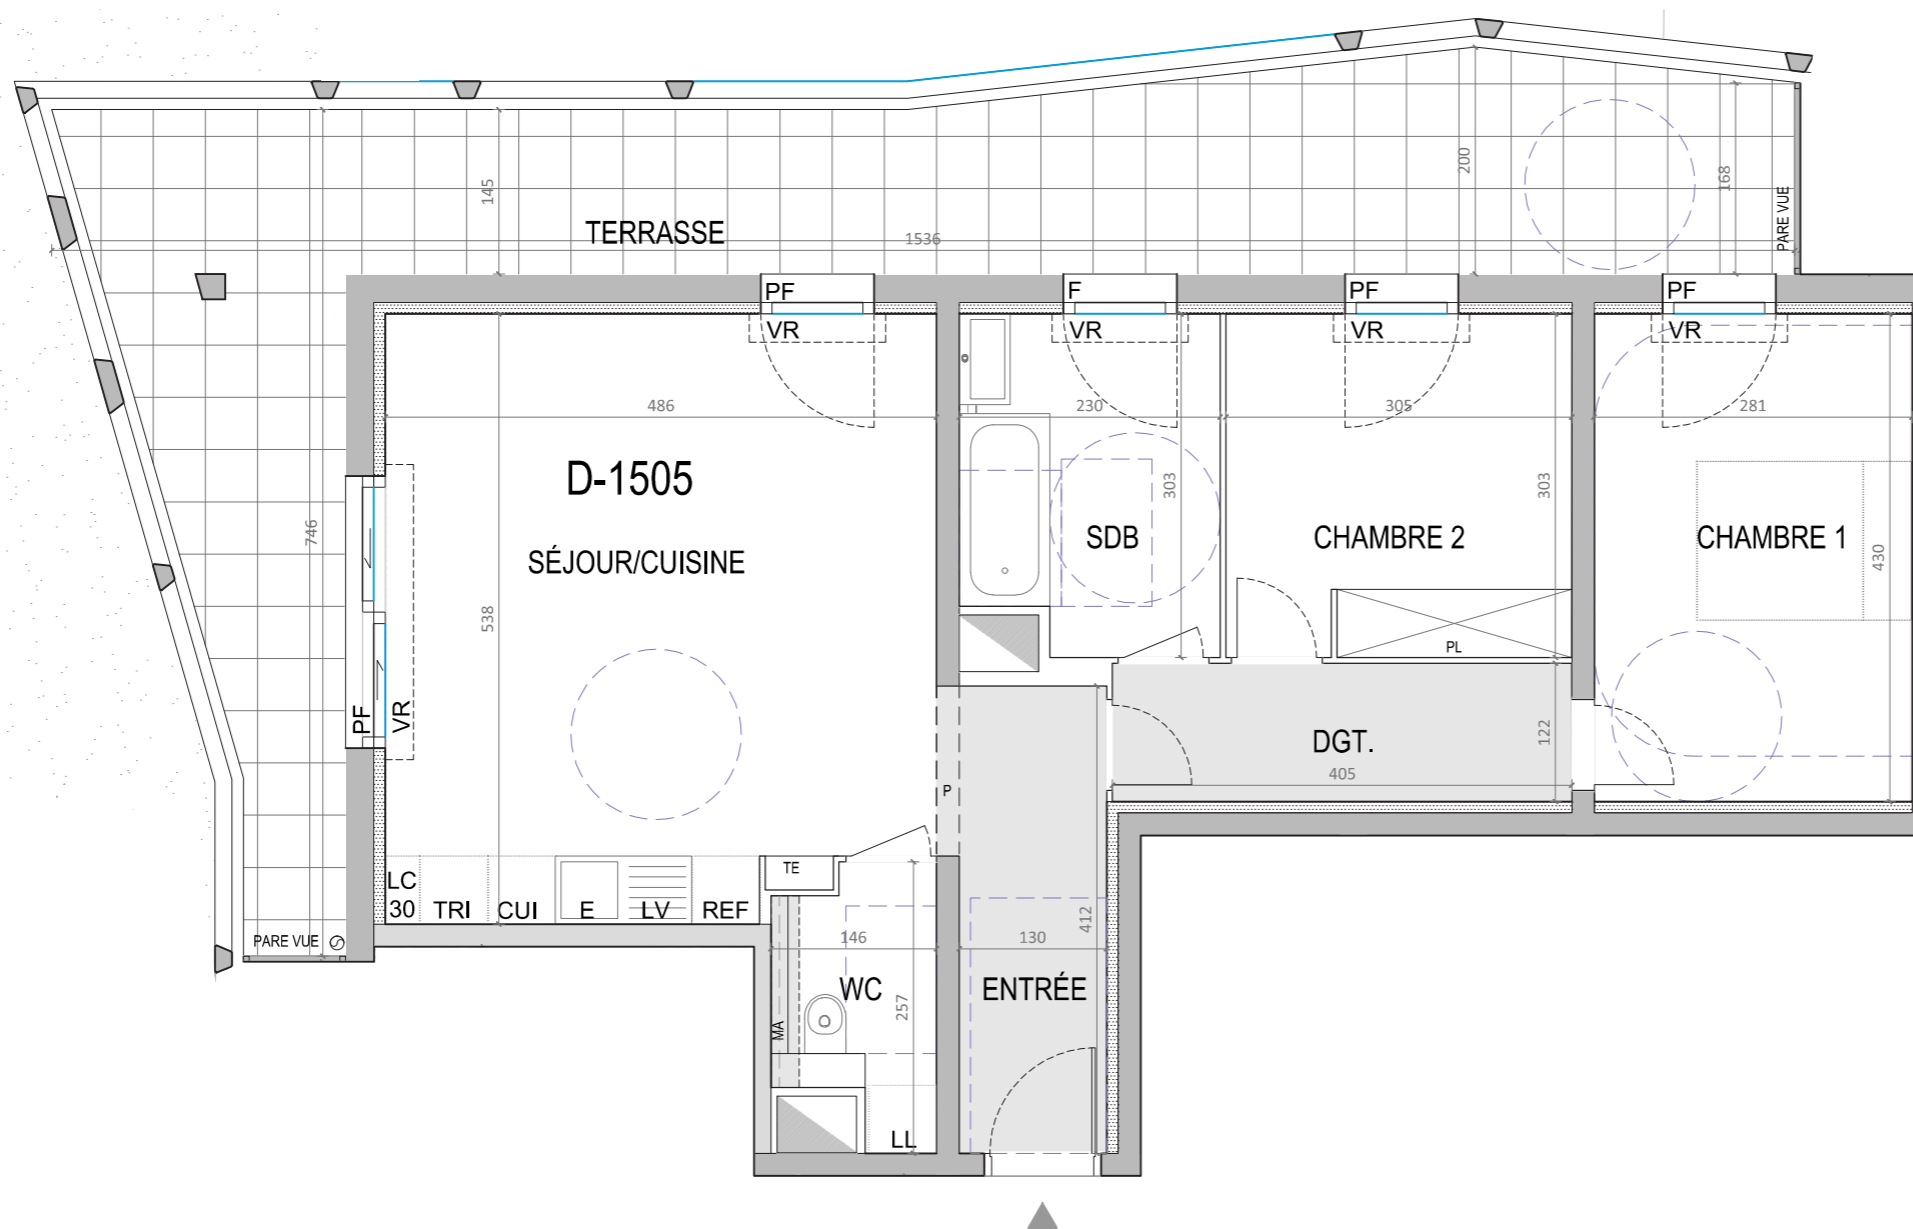 145
TERRASSE
1536
200
168
PARE VUE
PF
VR
F
VR
PF
VR
PF
VR
486
230
305
281
D-1505
SÉJOUR/CUISINE
746
538
303
SDB
303
CHAMBRE 2
CHAMBRE 1
430
PF
VR
PL
P
DGT.
405
122
LC
30
TRI
CUI
E
LV
REF
TE
PARE VUE
146
WC
257
MA
LL
412
130
ENTRÉE